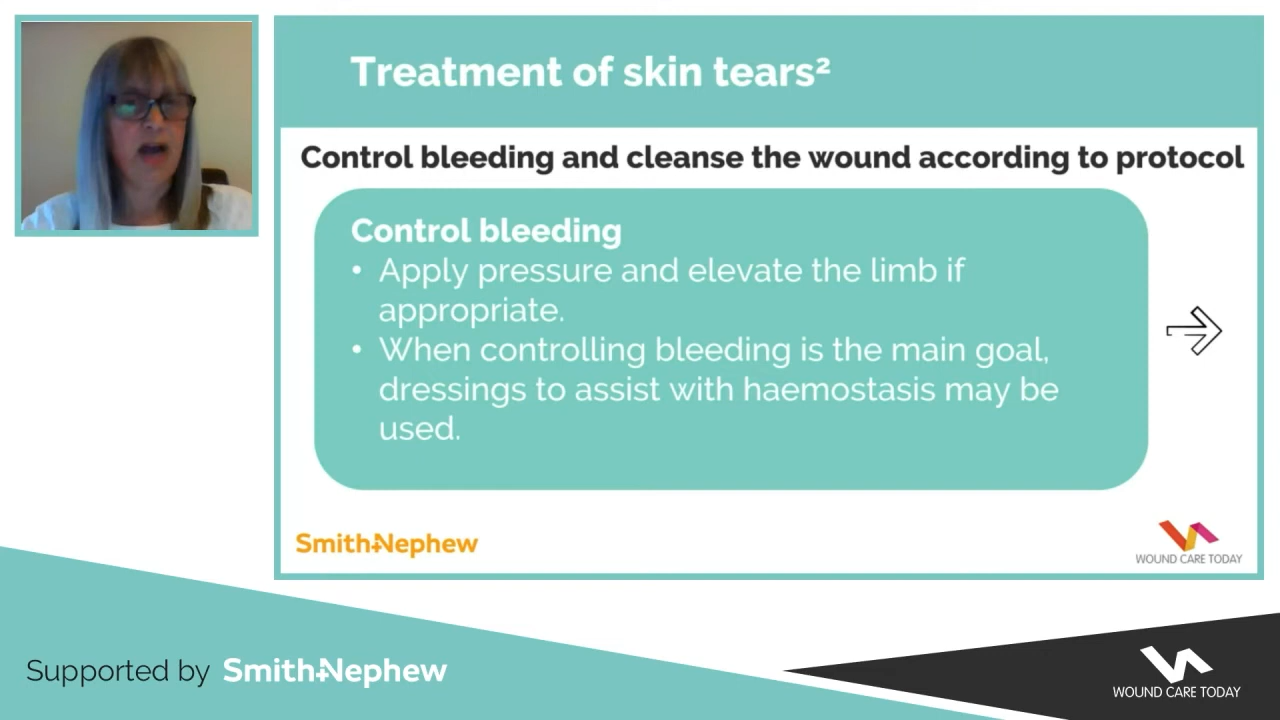 Treatment of skin tears²
Control bleeding and cleanse the wound according to protocol
Control bleeding
• Apply pressure and elevate the limb if
appropriate.
• When controlling bleeding is the main goal,
dressings to assist with haemostasis may be
used.
Smith+Nephew
WOUND CARE TODAY
Supported by Smith+Nephew
WOUND CARE TODAY